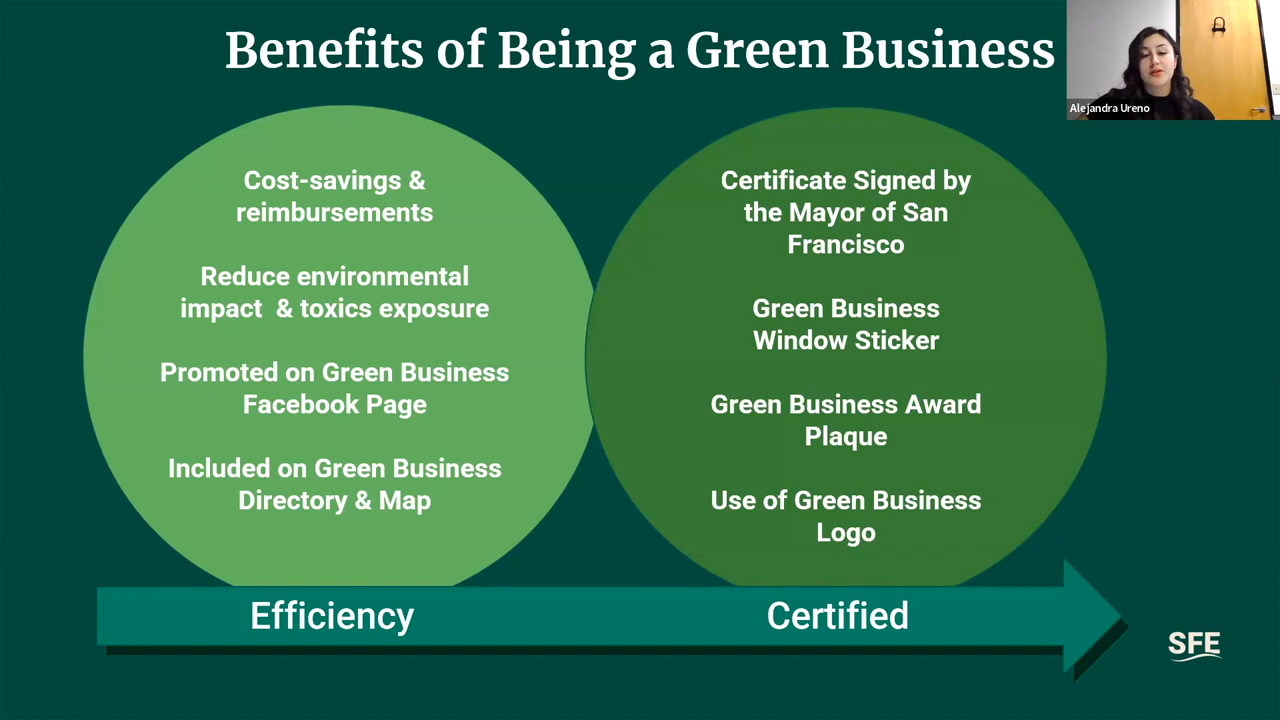 Benefits of Being a Green Business
Alejandra Ureno
Cost-savings &
reimbursements
Reduce environmental
impact & toxics exposure
Promoted on Green Business
Facebook Page
Included on Green Business
Directory & Map
Certificate Signed by
the Mayor of San
Francisco
Green Business
Window Sticker
Green Business Award
Plaque
Use of Green Business
Logo
Efficiency
Certified
SFE